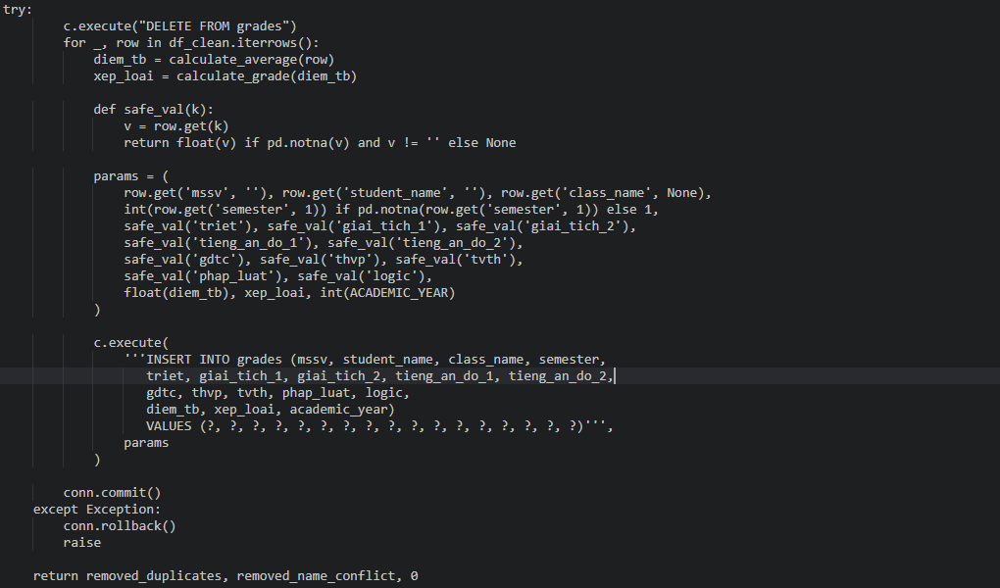 try:
c.execute("DELETE FROM grades")
for _, row in df_clean.iterrows():
diem_tb = calculate_average(row)
xep_loai = calculate_grade(diem_tb)
def safe_val(k):
v = row.get(k)
return float(v) if pd.notna(v) and v != '' else None
params = (
row.get('mssv', ''), row.get('student_name', ''), row.get('class_name', None),
int(row.get('semester', 1)) if pd.notna(row.get('semester', 1)) else 1,
safe_val('triet'), safe_val('giai_tich_1'), safe_val('giai_tich_2'),
safe_val('tieng_an_do_1'), safe_val('tieng_an_do_2'),
safe_val('gdtc'), safe_val('thvp'), safe_val('tvth'),
safe_val('phap_luat'), safe_val('logic'),
float(diem_tb), xep_loai, int(ACADEMIC_YEAR)
)
c.execute(
'''INSERT INTO grades (mssv, student_name, class_name, semester,
triet, giai_tich_1, giai_tich_2, tieng_an_do_1, tieng_an_do_2,
gdtc, thvp, tvth, phap_luat, logic,
diem_tb, xep_loai, academic_year)
VALUES (?, ?, ?, ?, ?, ?, ?, ?, ?, ?, ?, ?, ?, ?, ?, ?, ?)''',
params
)
conn.commit()
except Exception:
conn.rollback()
raise
return removed_duplicates, removed_name_conflict, 0